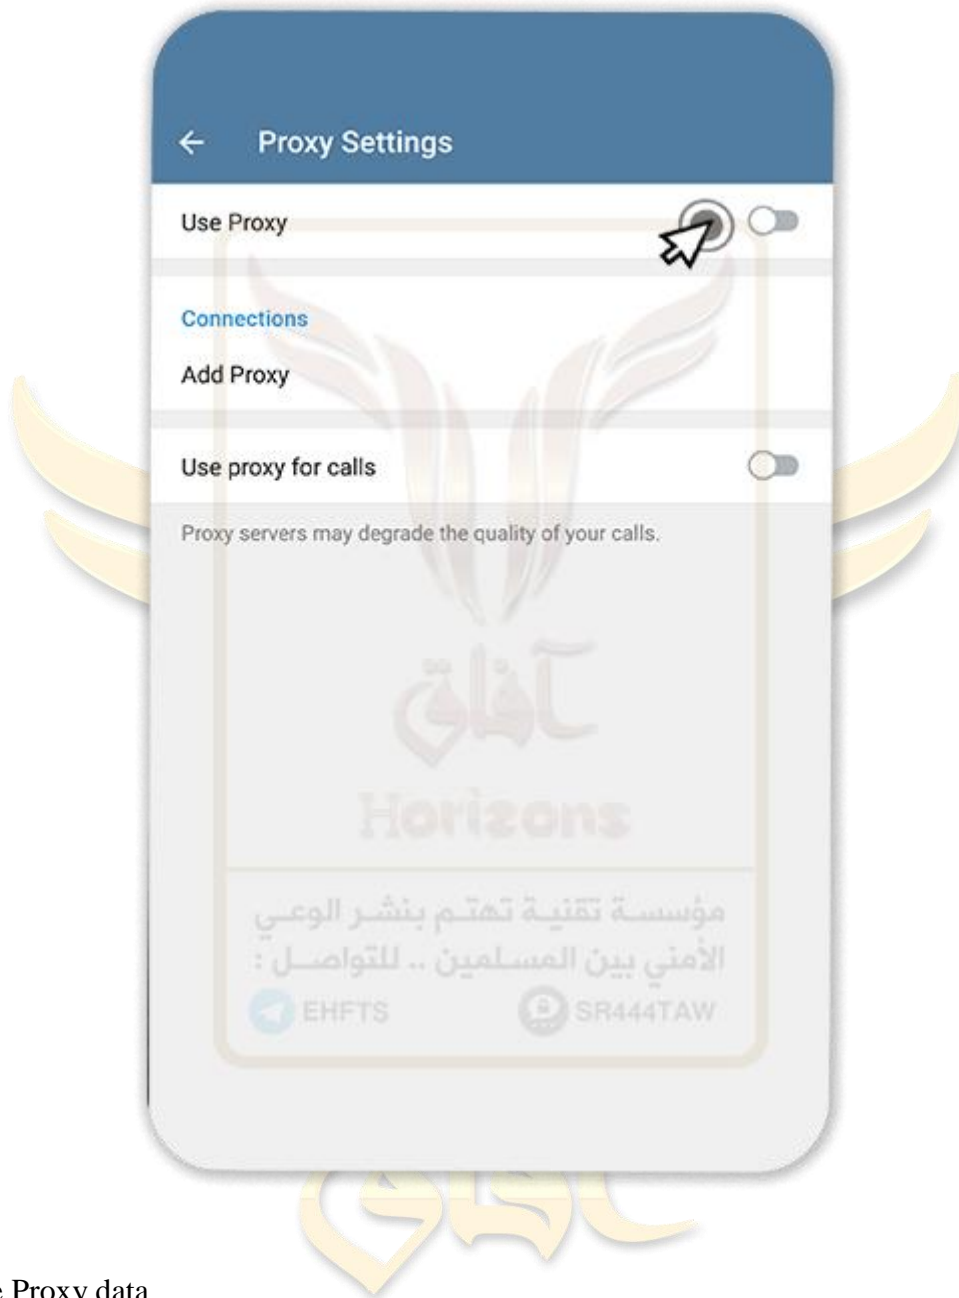 Proxy Settings
Use Proxy
Connections
Add Proxy
Use proxy for calls
Proxy servers may degrade the quality of your calls.
آفاق
Horizons
مؤسسة تقنية تهتم بنشر الوعي
الأمني بين المسلمين .. للتواصل :
EHFTS SR444TAW
آفاق
Proxy data